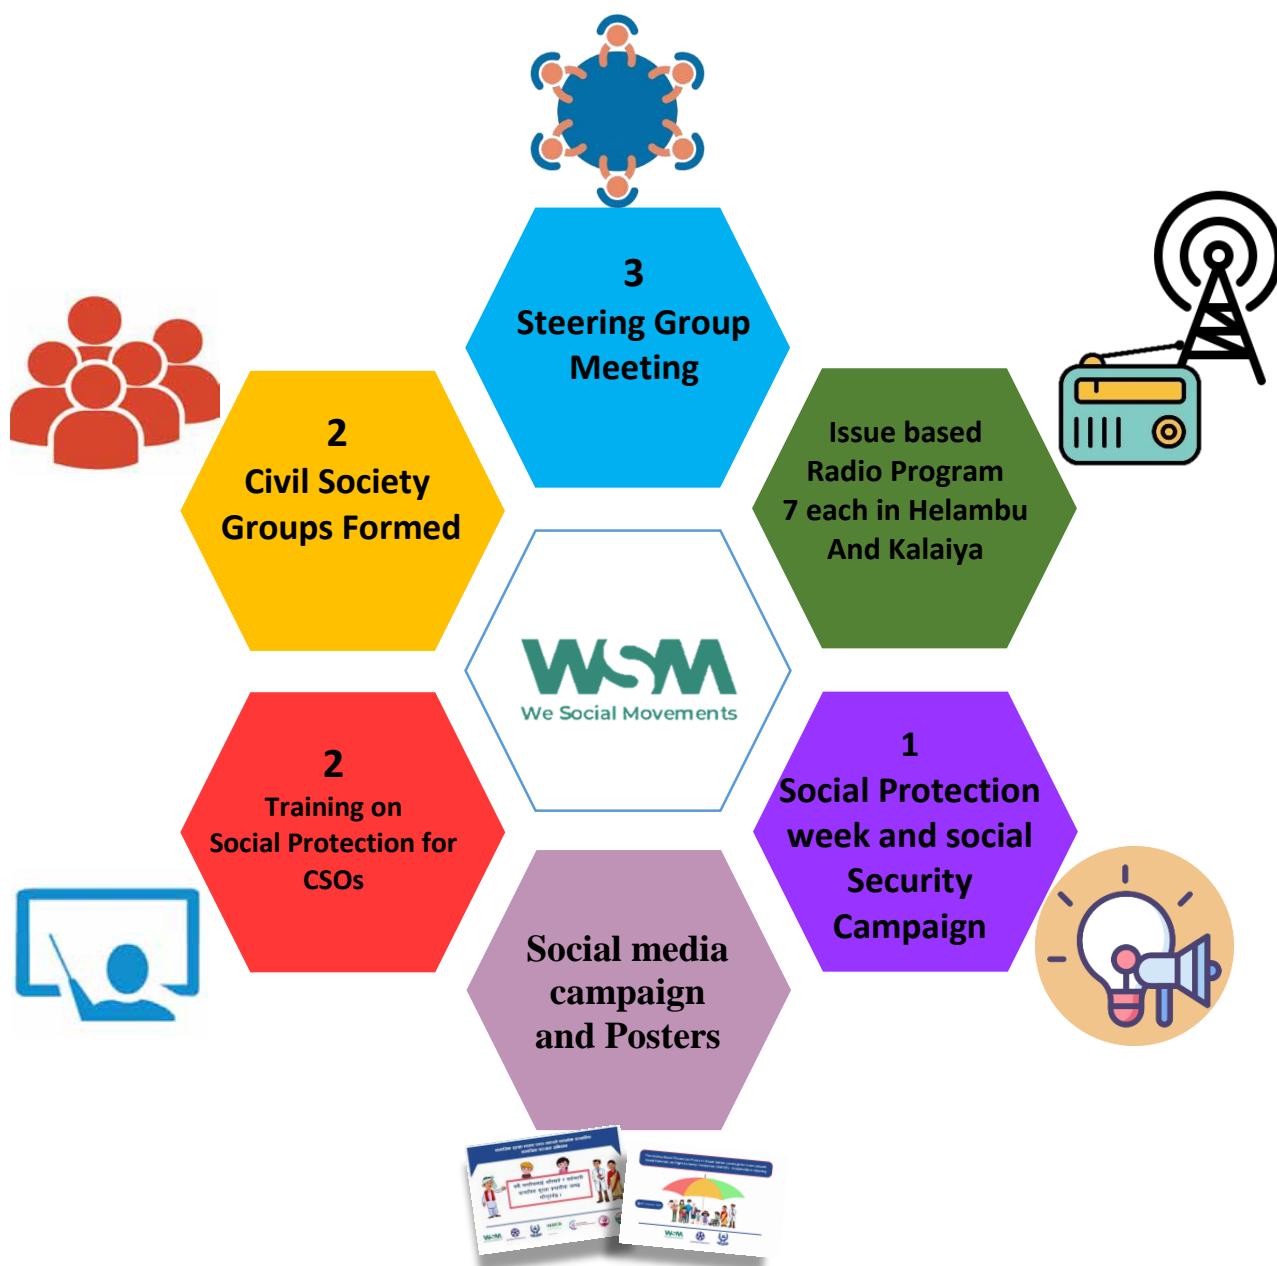 3
Steering Group
Meeting
2
Civil Society
Groups Formed
Issue based
Radio Program
7 each in Helambu
And Kalaiya
WSM
We Social Movements
2
Training on
Social Protection for
CSOs
1
Social Protection
week and social
Security
Campaign
Social media
campaign
and Posters
WSM
WSM